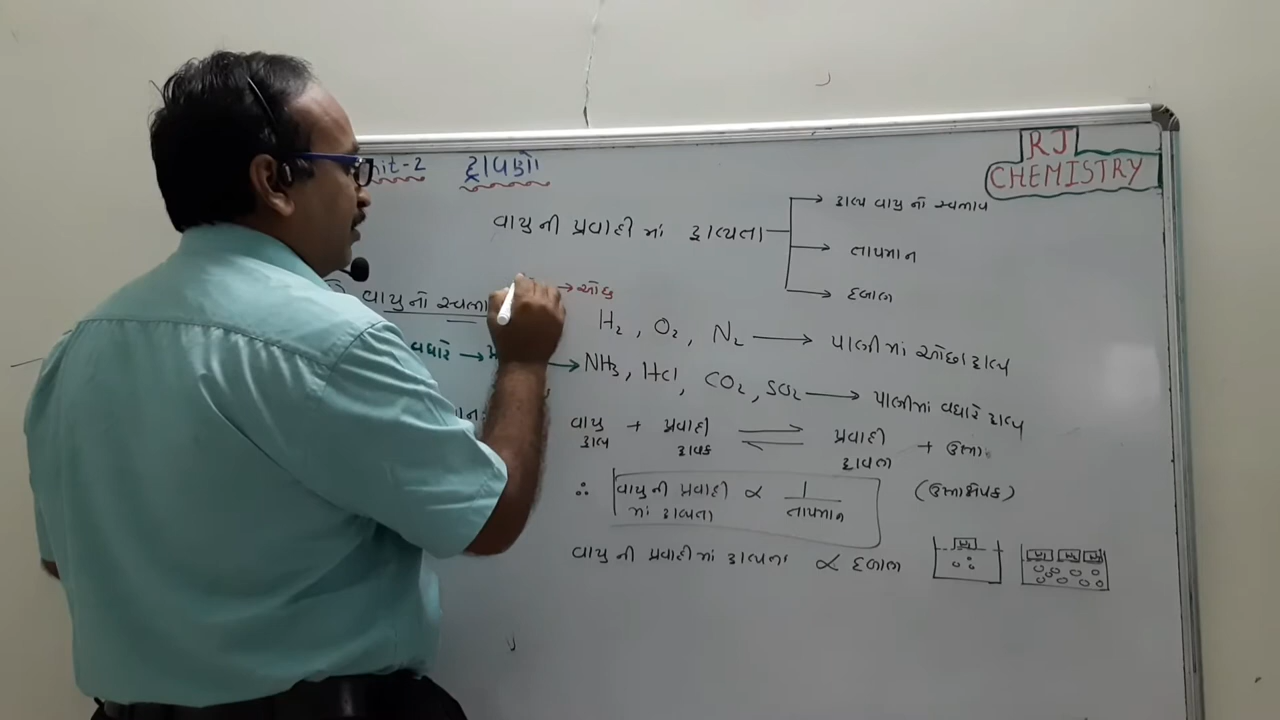 RJ
CHEMISTRY
nit-2 દ્રાવણો
વાયુની પ્રવાહીમાં દ્રાવ્યતા
દ્રાવ્ય વાયુનો સ્વભાવ
તાપમાન
દબાણ
વાયુનો સ્વભા
→ ઓછુ
H₂ , O₂ , N₂ → પાણીમાં ઓછા દ્રાવ્ય
વધારે →
→ NH₃ , HCl , CO₂ , SO₂ → પાણીમાં વધારે દ્રાવ્ય
માન:
વાયુ + પ્રવાહી ⇌ પ્રવાહી + ઉષ્મા
દ્રાવ્ય દ્રાવક દ્રાવણ
∴ વાયુની પ્રવાહીમાં દ્રાવ્યતા ∝ 1/તાપમાન (ઉષ્માક્ષેપક)
વાયુની પ્રવાહીમાં દ્રાવ્યતા ∝ દબાણ